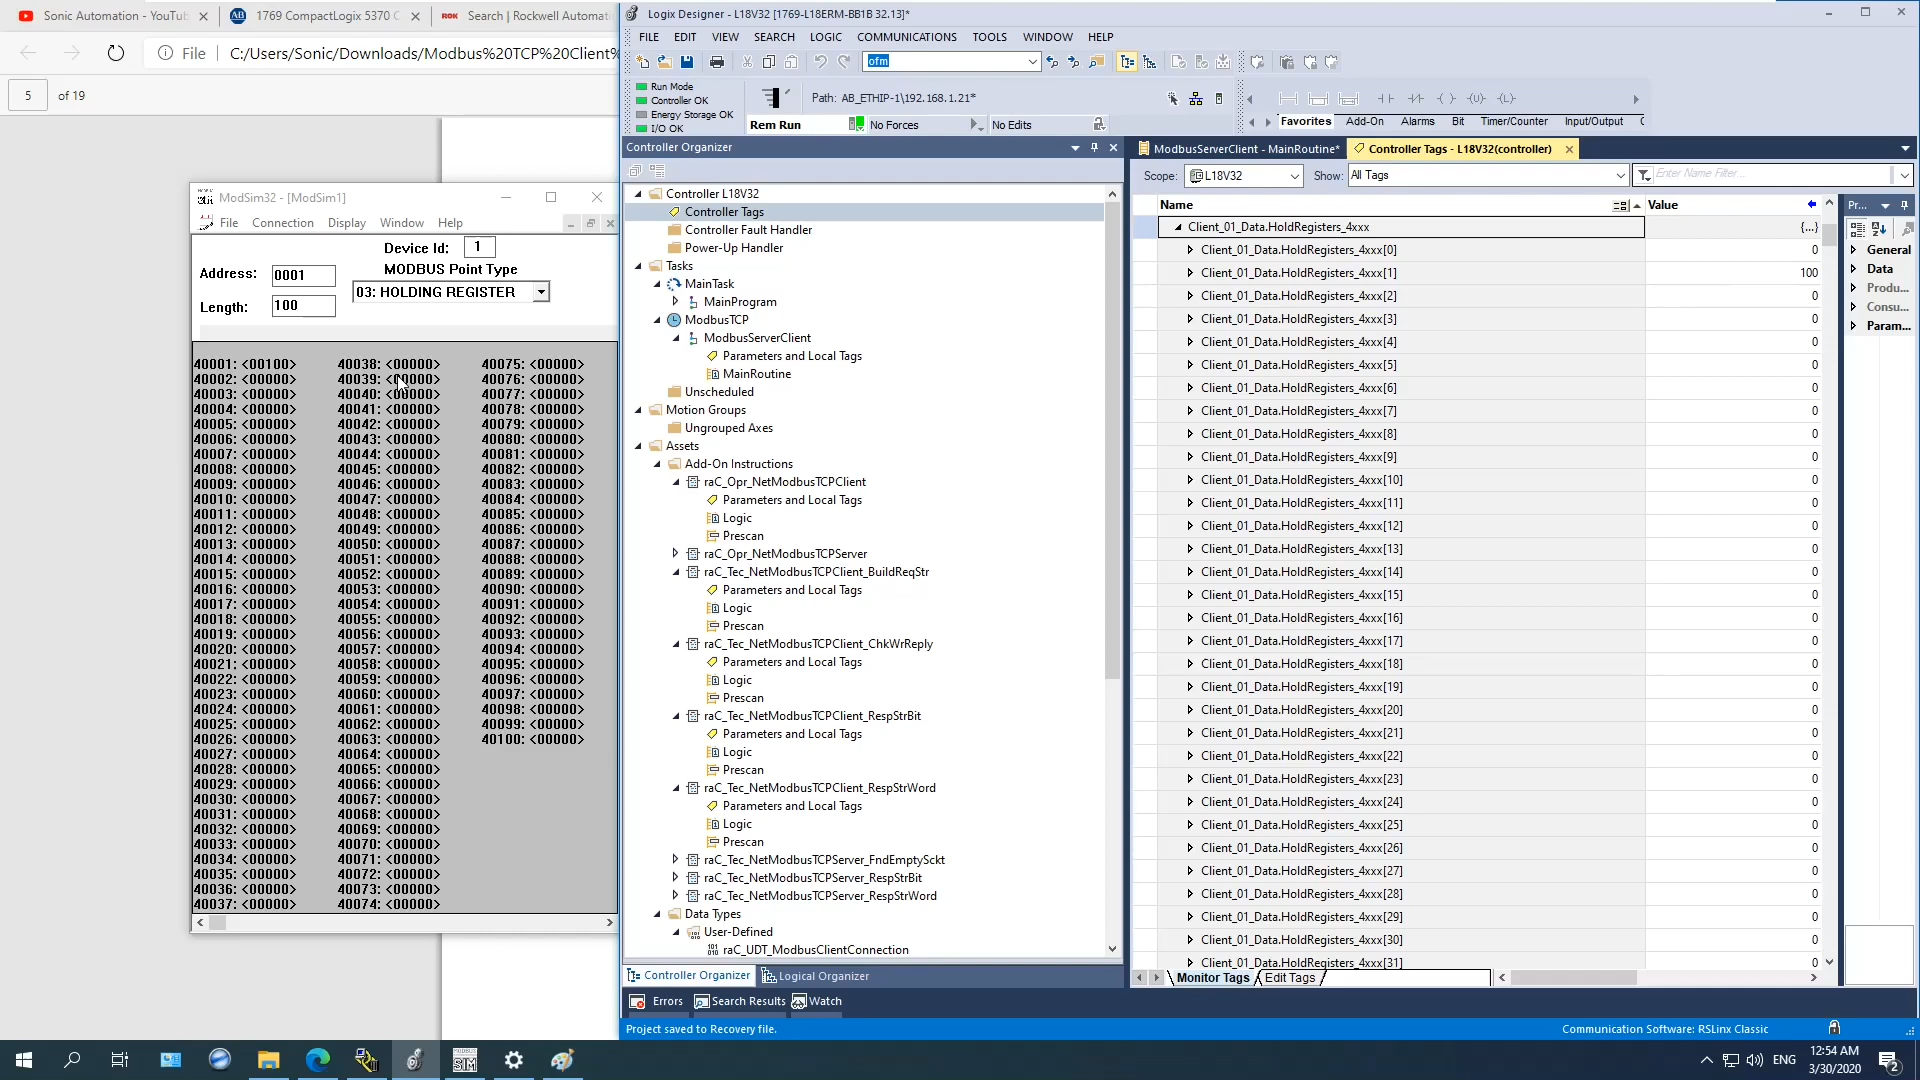 Sonic Automation - YouTu
1769 CompactLogix 5370 C
ROK
Search | Rockwell Automati
File
C:/Users/Sonic/Downloads/Modbus%20TCP%20Client%
5
of 19
ModSim32 - [ModSim1]
File
Connection
Display
Window
Help
Device Id:
1
Address:
0001
MODBUS Point Type
03: HOLDING REGISTER
Length:
100
40001: <00100>
40002: <00000>
40003: <00000>
40004: <00000>
40005: <00000>
40006: <00000>
40007: <00000>
40008: <00000>
40009: <00000>
40010: <00000>
40011: <00000>
40012: <00000>
40013: <00000>
40014: <00000>
40015: <00000>
40016: <00000>
40017: <00000>
40018: <00000>
40019: <00000>
40020: <00000>
40021: <00000>
40022: <00000>
40023: <00000>
40024: <00000>
40025: <00000>
40026: <00000>
40027: <00000>
40028: <00000>
40029: <00000>
40030: <00000>
40031: <00000>
40032: <00000>
40033: <00000>
40034: <00000>
40035: <00000>
40036: <00000>
40037: <00000>
40038: <00000>
40039: <00000>
40040: <00000>
40041: <00000>
40042: <00000>
40043: <00000>
40044: <00000>
40045: <00000>
40046: <00000>
40047: <00000>
40048: <00000>
40049: <00000>
40050: <00000>
40051: <00000>
40052: <00000>
40053: <00000>
40054: <00000>
40055: <00000>
40056: <00000>
40057: <00000>
40058: <00000>
40059: <00000>
40060: <00000>
40061: <00000>
40062: <00000>
40063: <00000>
40064: <00000>
40065: <00000>
40066: <00000>
40067: <00000>
40068: <00000>
40069: <00000>
40070: <00000>
40071: <00000>
40072: <00000>
40073: <00000>
40074: <00000>
40075: <00000>
40076: <00000>
40077: <00000>
40078: <00000>
40079: <00000>
40080: <00000>
40081: <00000>
40082: <00000>
40083: <00000>
40084: <00000>
40085: <00000>
40086: <00000>
40087: <00000>
40088: <00000>
40089: <00000>
40090: <00000>
40091: <00000>
40092: <00000>
40093: <00000>
40094: <00000>
40095: <00000>
40096: <00000>
40097: <00000>
40098: <00000>
40099: <00000>
40100: <00000>
Logix Designer - L18V32 [1769-L18ERM-BB1B 32.13]*
FILE EDIT VIEW SEARCH LOGIC COMMUNICATIONS TOOLS WINDOW HELP
ofm
Run Mode
Controller OK
Energy Storage OK
I/O OK
Path: AB_ETHIP-1\192.168.1.21*
Rem Run
No Forces
No Edits
Favorites Add-On Alarms Bit Timer/Counter Input/Output C
Controller Organizer
Controller L18V32
Controller Tags
Controller Fault Handler
Power-Up Handler
Tasks
MainTask
MainProgram
ModbusTCP
ModbusServerClient
Parameters and Local Tags
MainRoutine
Unscheduled
Motion Groups
Ungrouped Axes
Assets
Add-On Instructions
raC_Opr_NetModbusTCPClient
Parameters and Local Tags
Logic
Prescan
raC_Opr_NetModbusTCPServer
raC_Tec_NetModbusTCPClient_BuildReqStr
Parameters and Local Tags
Logic
Prescan
raC_Tec_NetModbusTCPClient_ChkWrReply
Parameters and Local Tags
Logic
Prescan
raC_Tec_NetModbusTCPClient_RespStrBit
Parameters and Local Tags
Logic
Prescan
raC_Tec_NetModbusTCPClient_RespStrWord
Parameters and Local Tags
Logic
Prescan
raC_Tec_NetModbusTCPServer_FndEmptySckt
raC_Tec_NetModbusTCPServer_RespStrBit
raC_Tec_NetModbusTCPServer_RespStrWord
Data Types
User-Defined
raC_UDT_ModbusClientConnection
Controller Organizer
Logical Organizer
ModbusServerClient - MainRoutine*
Controller Tags - L18V32(controller)
Scope:
L18V32
Show:
All Tags
Enter Name Filter...
Name
Value
Client_01_Data.HoldRegisters_4xxx {...}
Client_01_Data.HoldRegisters_4xxx[0] 0
Client_01_Data.HoldRegisters_4xxx[1] 100
Client_01_Data.HoldRegisters_4xxx[2] 0
Client_01_Data.HoldRegisters_4xxx[3] 0
Client_01_Data.HoldRegisters_4xxx[4] 0
Client_01_Data.HoldRegisters_4xxx[5] 0
Client_01_Data.HoldRegisters_4xxx[6] 0
Client_01_Data.HoldRegisters_4xxx[7] 0
Client_01_Data.HoldRegisters_4xxx[8] 0
Client_01_Data.HoldRegisters_4xxx[9] 0
Client_01_Data.HoldRegisters_4xxx[10] 0
Client_01_Data.HoldRegisters_4xxx[11] 0
Client_01_Data.HoldRegisters_4xxx[12] 0
Client_01_Data.HoldRegisters_4xxx[13] 0
Client_01_Data.HoldRegisters_4xxx[14] 0
Client_01_Data.HoldRegisters_4xxx[15] 0
Client_01_Data.HoldRegisters_4xxx[16] 0
Client_01_Data.HoldRegisters_4xxx[17] 0
Client_01_Data.HoldRegisters_4xxx[18] 0
Client_01_Data.HoldRegisters_4xxx[19] 0
Client_01_Data.HoldRegisters_4xxx[20] 0
Client_01_Data.HoldRegisters_4xxx[21] 0
Client_01_Data.HoldRegisters_4xxx[22] 0
Client_01_Data.HoldRegisters_4xxx[23] 0
Client_01_Data.HoldRegisters_4xxx[24] 0
Client_01_Data.HoldRegisters_4xxx[25] 0
Client_01_Data.HoldRegisters_4xxx[26] 0
Client_01_Data.HoldRegisters_4xxx[27] 0
Client_01_Data.HoldRegisters_4xxx[28] 0
Client_01_Data.HoldRegisters_4xxx[29] 0
Client_01_Data.HoldRegisters_4xxx[30] 0
Client_01_Data.HoldRegisters_4xxx[31] 0
Monitor Tags
Edit Tags
Pr...
General
Data
Produ...
Consu...
Param...
Errors
Search Results
Watch
Project saved to Recovery file.
Communication Software: RSLinx Classic
ENG
12:54 AM
3/30/2020
2